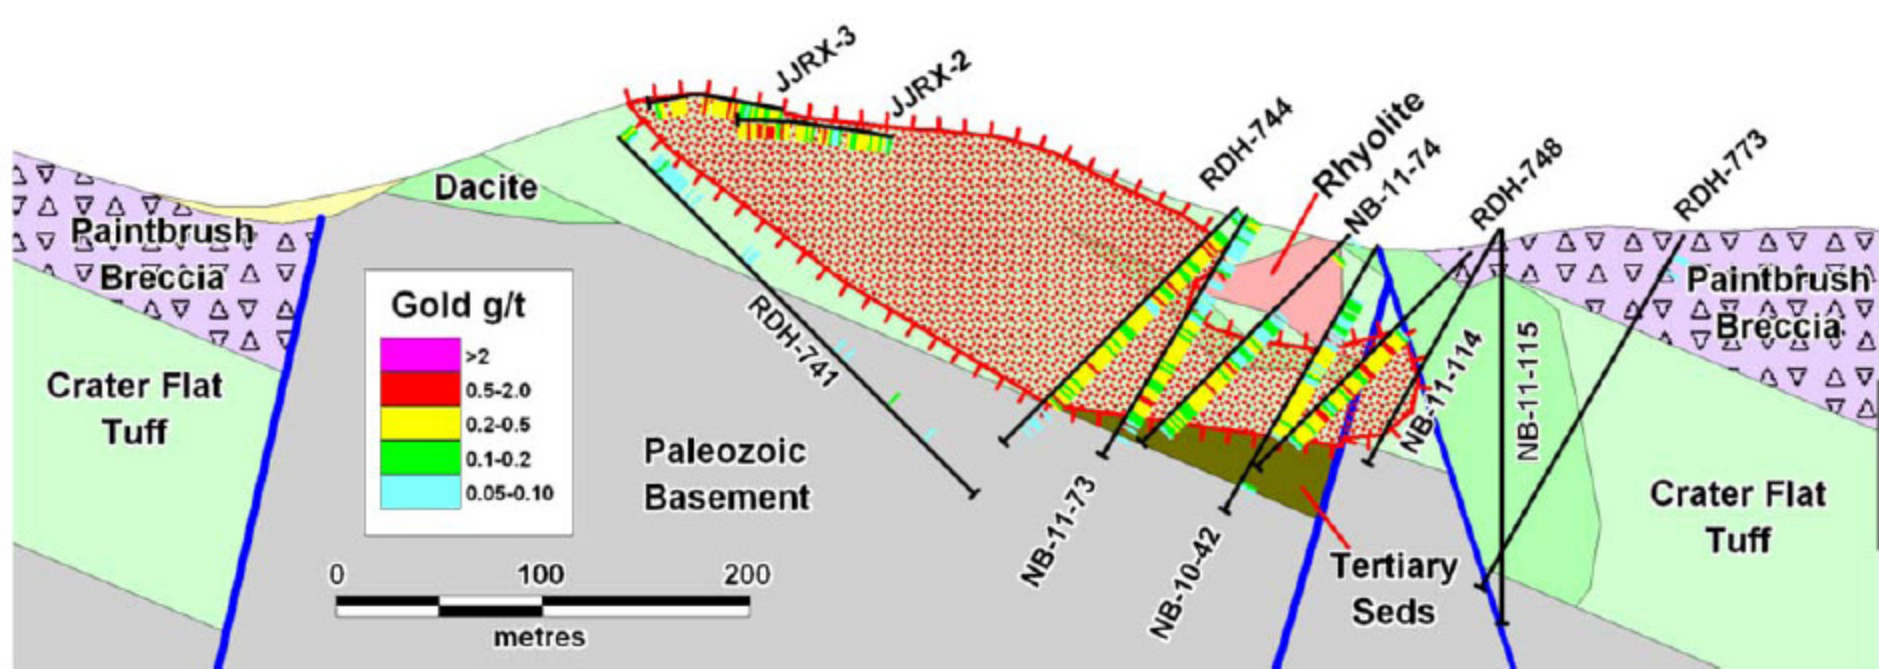 JJRX-3
JJRX-2
RDH-744
Rhyolite
NB-11-74
RDH-748
RDH-773
Dacite
Paintbrush
Breccia
Crater Flat
Tuff
Gold g/t
>2
0.5-2.0
0.2-0.5
0.1-0.2
0.05-0.10
RDH-741
Paleozoic
Basement
0 100 200
metres
NB-11-73
NB-10-42
Tertiary
Seds
NB-11-114
NB-11-115
Paintbrush
Breccia
Crater Flat
Tuff